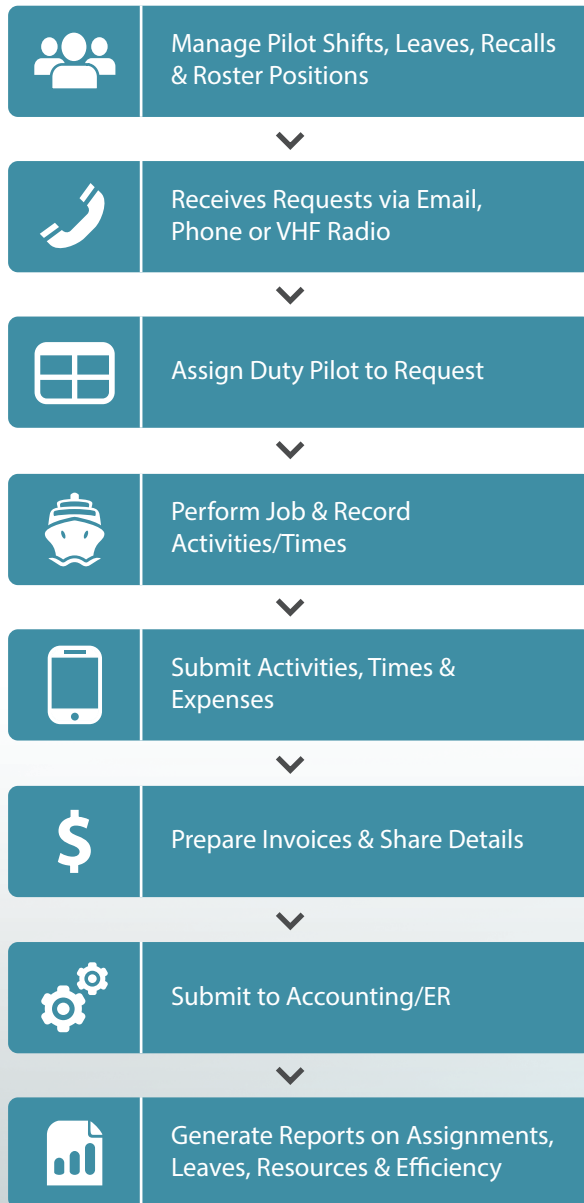 Manage Pilot Shifts, Leaves, Recalls
& Roster Positions
Receives Requests via Email,
Phone or VHF Radio
Assign Duty Pilot to Request
Perform Job & Record
Activities/Times
Submit Activities, Times &
Expenses
$
Prepare Invoices & Share Details
Submit to Accounting/ER
Generate Reports on Assignments,
Leaves, Resources & Efficiency